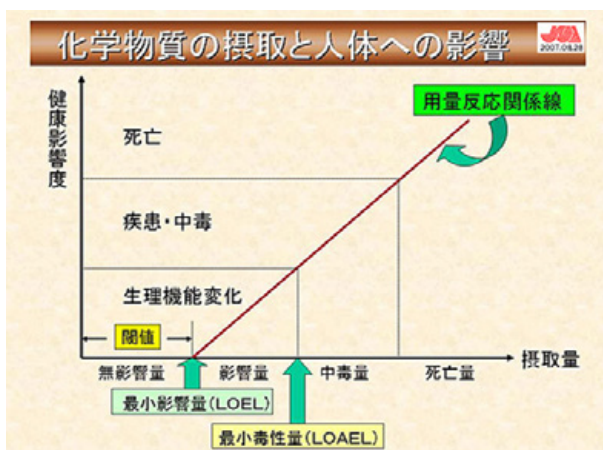 化学物質の摂取と人体への影響
2007.08.28
健康影響度
用量反応関係線
死亡
疾患・中毒
生理機能変化
閾値
無影響量 影響量 中毒量 死亡量
摂取量
最小影響量(LOEL)
最小毒性量(LOAEL)